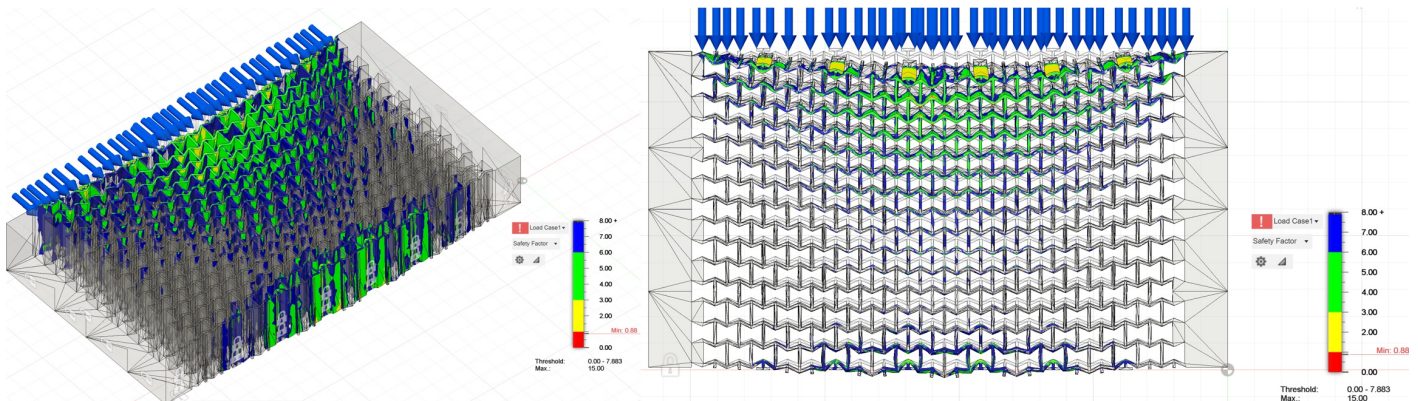 ! Load Case1
Safety Factor
8.00 +
7.00
6.00
5.00
4.00
3.00
2.00
Min: 0.88
0.00
Threshold: 0.00 - 7.883
Max.: 15.00
! Load Case1
Safety Factor
8.00 +
7.00
6.00
5.00
4.00
3.00
2.00
Min: 0.88
0.00
Threshold: 0.00 - 7.883
Max.: 15.00